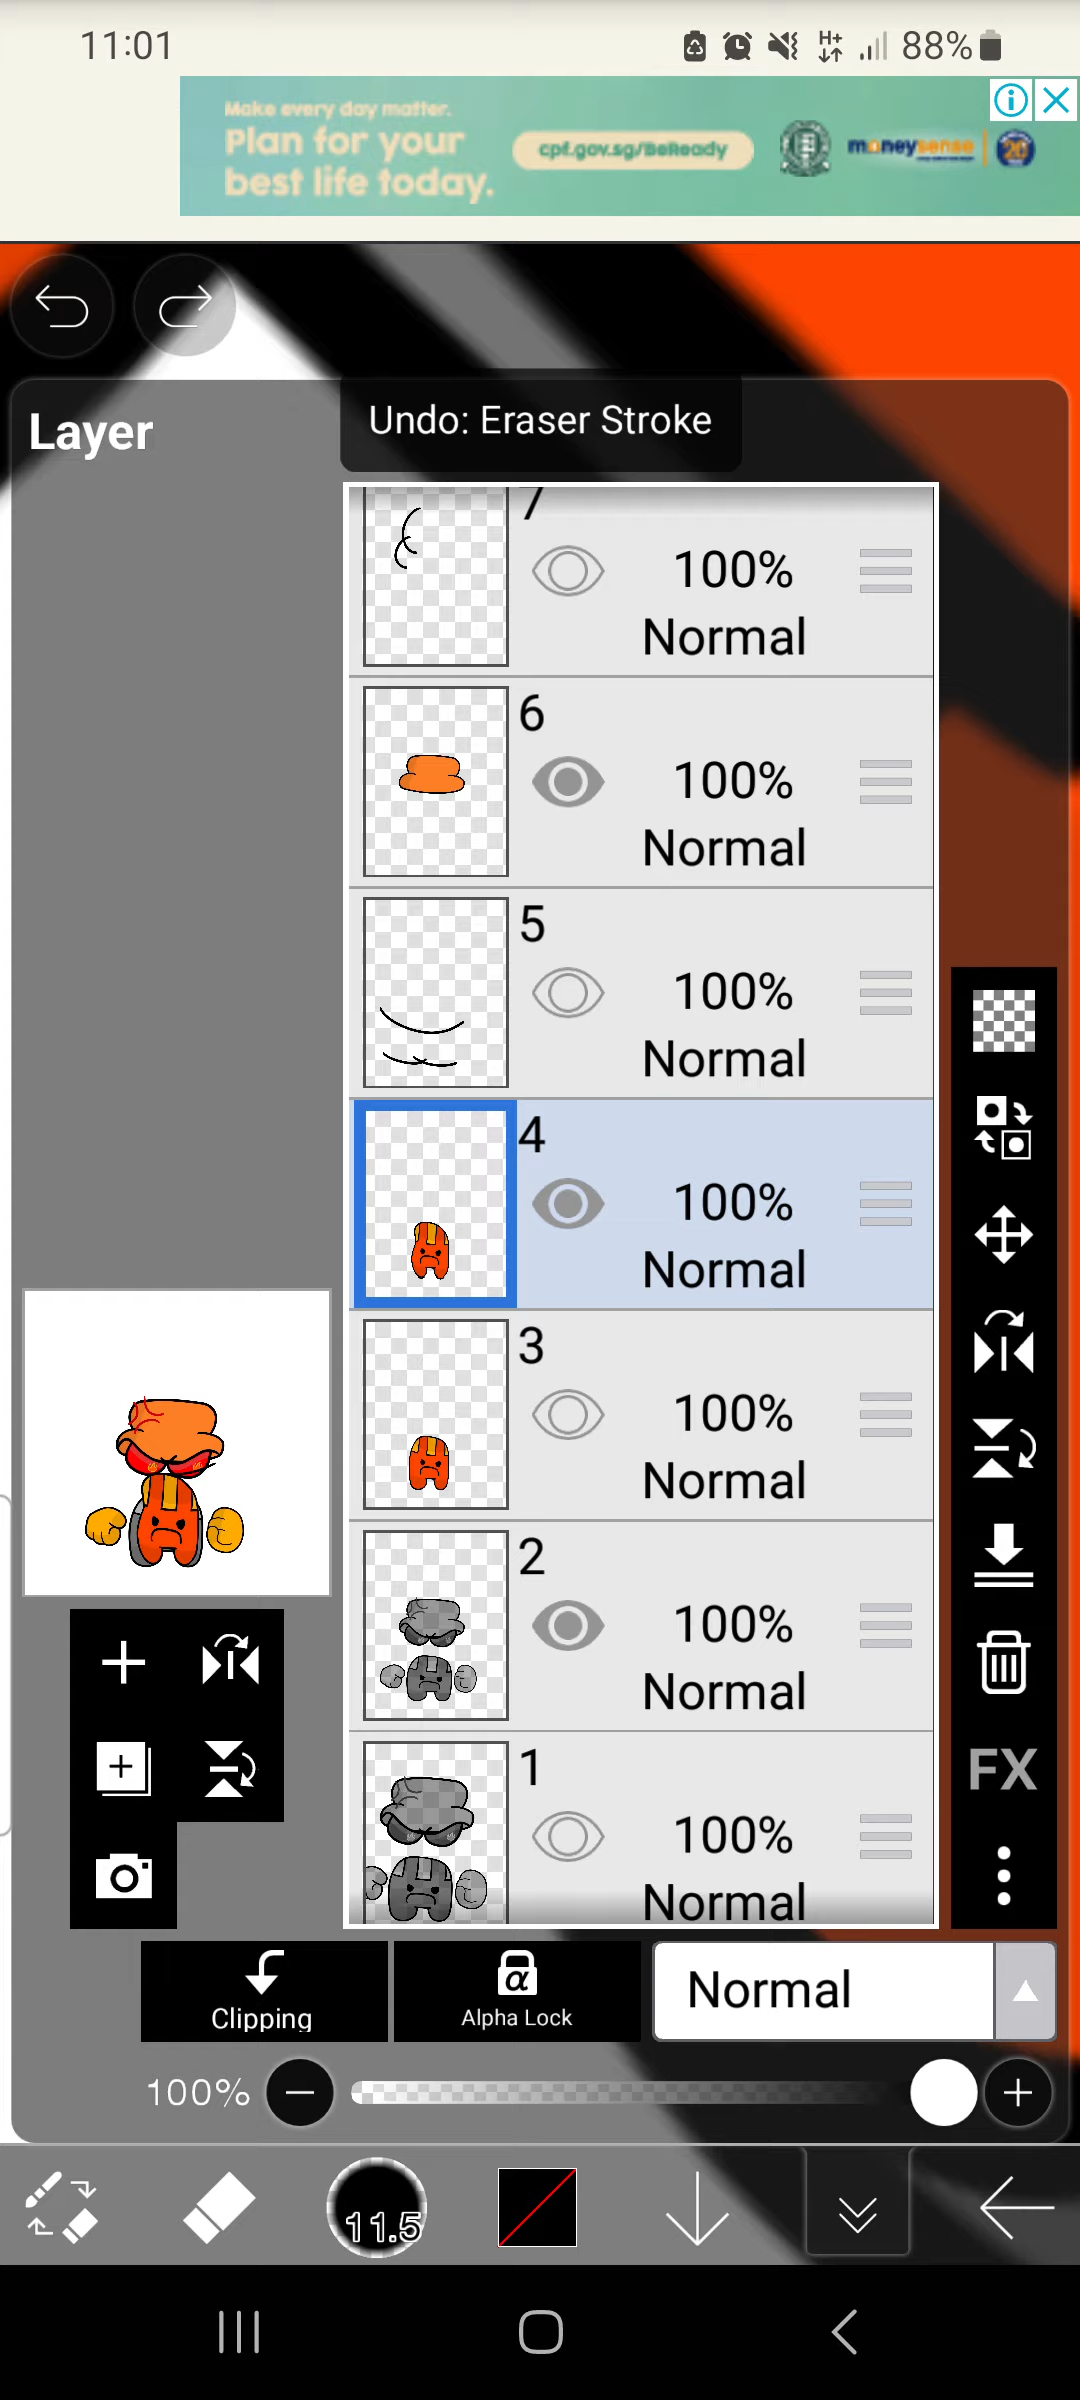 11:01
H+
88%
Make every day matter.
Plan for your
best life today.
cpf.gov.sg/BeReady
moneysense
20
Layer
Undo: Eraser Stroke
7
100%
Normal
6
100%
Normal
5
100%
Normal
4
100%
Normal
3
100%
Normal
2
100%
Normal
1
100%
Normal
FX
Clipping
α
Alpha Lock
Normal
100%
11.5